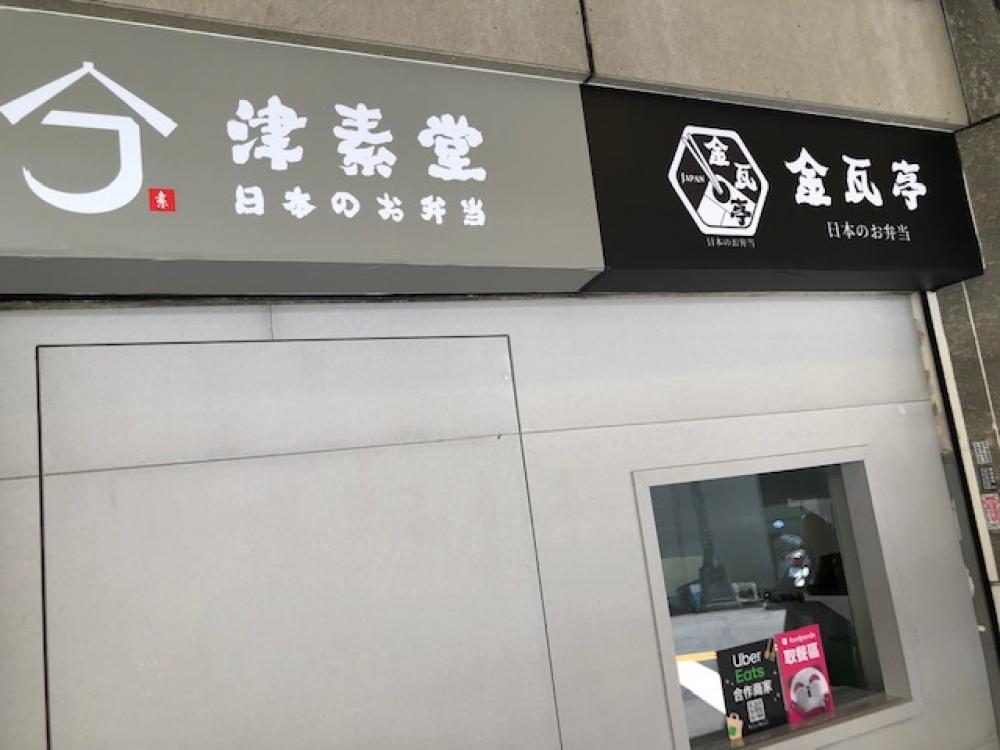 津素堂
日本のお弁当
素
JAPAN
金瓦亭
日本のお弁当
金瓦亭
日本のお弁当
Uber
Eats
合作商家
foodpanda
取餐區